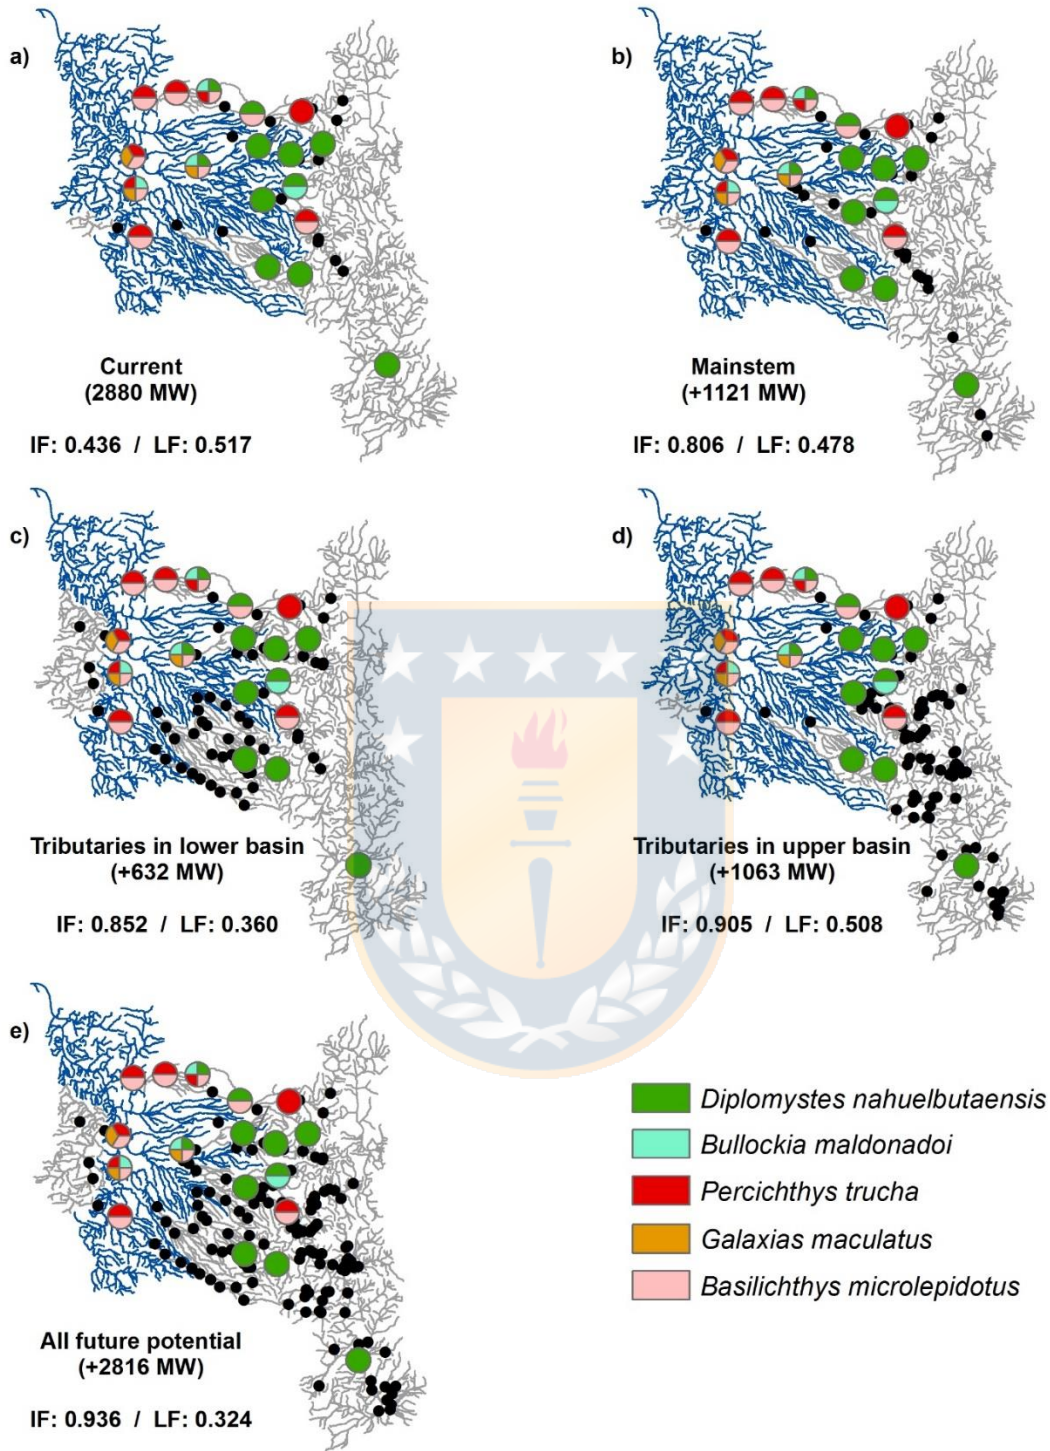 a)
Current
(2880 MW)
IF: 0.436 / LF: 0.517
b)
Mainstem
(+1121 MW)
IF: 0.806 / LF: 0.478
c)
Tributaries in lower basin
(+632 MW)
IF: 0.852 / LF: 0.360
d)
Tributaries in upper basin
(+1063 MW)
IF: 0.905 / LF: 0.508
e)
All future potential
(+2816 MW)
IF: 0.936 / LF: 0.324
Diplomystes nahuelbutaensis
Bullockia maldonadoi
Percichthys trucha
Galaxias maculatus
Basilichthys microlepidotus